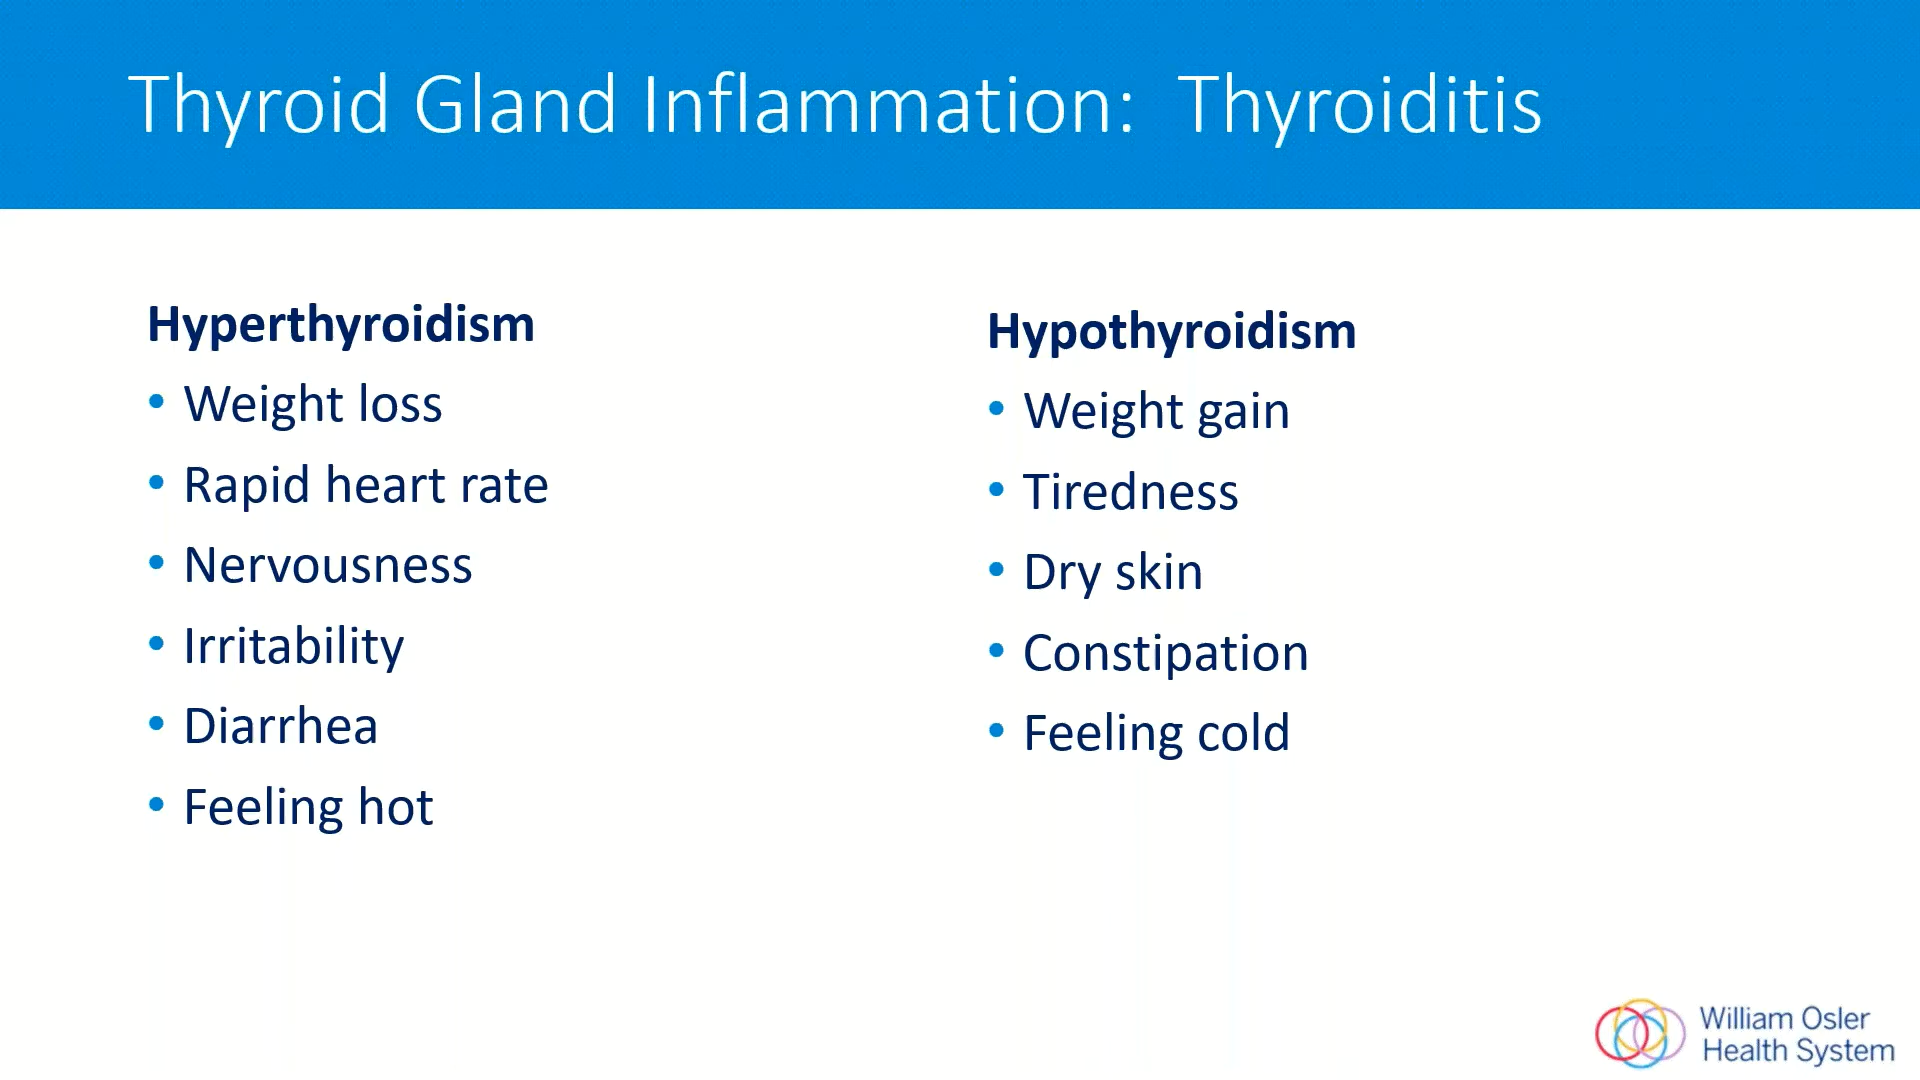 Thyroid Gland Inflammation: Thyroiditis
Hyperthyroidism
• Weight loss
• Rapid heart rate
• Nervousness
• Irritability
• Diarrhea
• Feeling hot
Hypothyroidism
• Weight gain
• Tiredness
• Dry skin
• Constipation
• Feeling cold
William Osler
Health System